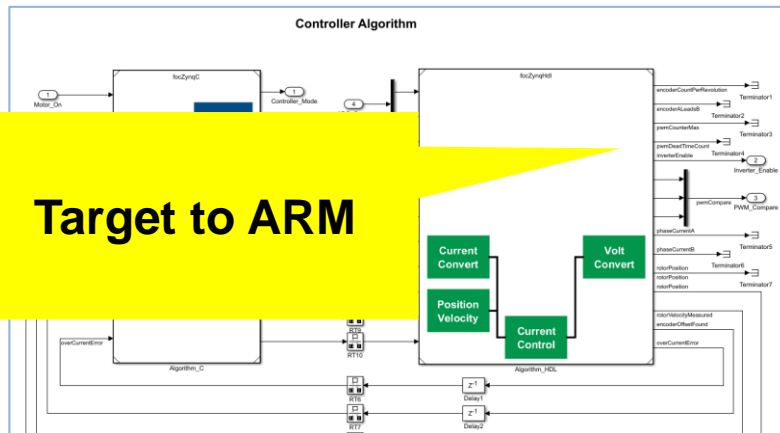 Controller Algorithm
focZynqC
focZynqHdl
1
Motor_On
1
Controller_Mode
4
encoderCountPerRevolution
Terminator1
encoderALeadsB
Terminator2
pwmCounterMax
Terminator3
pwmDeadTimeCount
Terminator4
inverterEnable
2
Inverter_Enable
Target to ARM
pwmCompare
3
PWM_Compare
phaseCurrentA
Terminator5
phaseCurrentB
Terminator6
rotorPosition
rotorPosition
Terminator7
Current
Convert
Volt
Convert
Position
Velocity
Current
Control
rotorVelocityMeasured
encoderOffsetFound
overCurrentError
RT9
RT10
overCurrentError
Algorithm_C
Algorithm_HDL
RT6
z-1
Delay1
RT7
z-1
Delay2